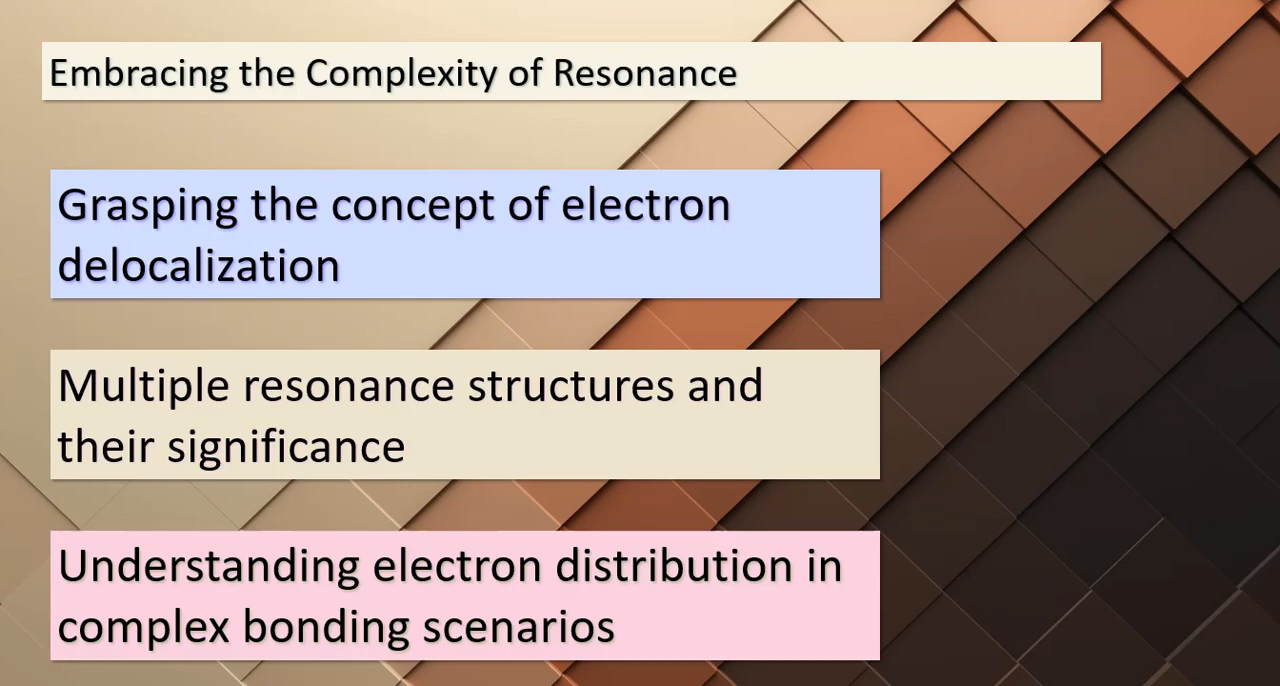 Embracing the Complexity of Resonance
Grasping the concept of electron
delocalization
Multiple resonance structures and
their significance
Understanding electron distribution in
complex bonding scenarios